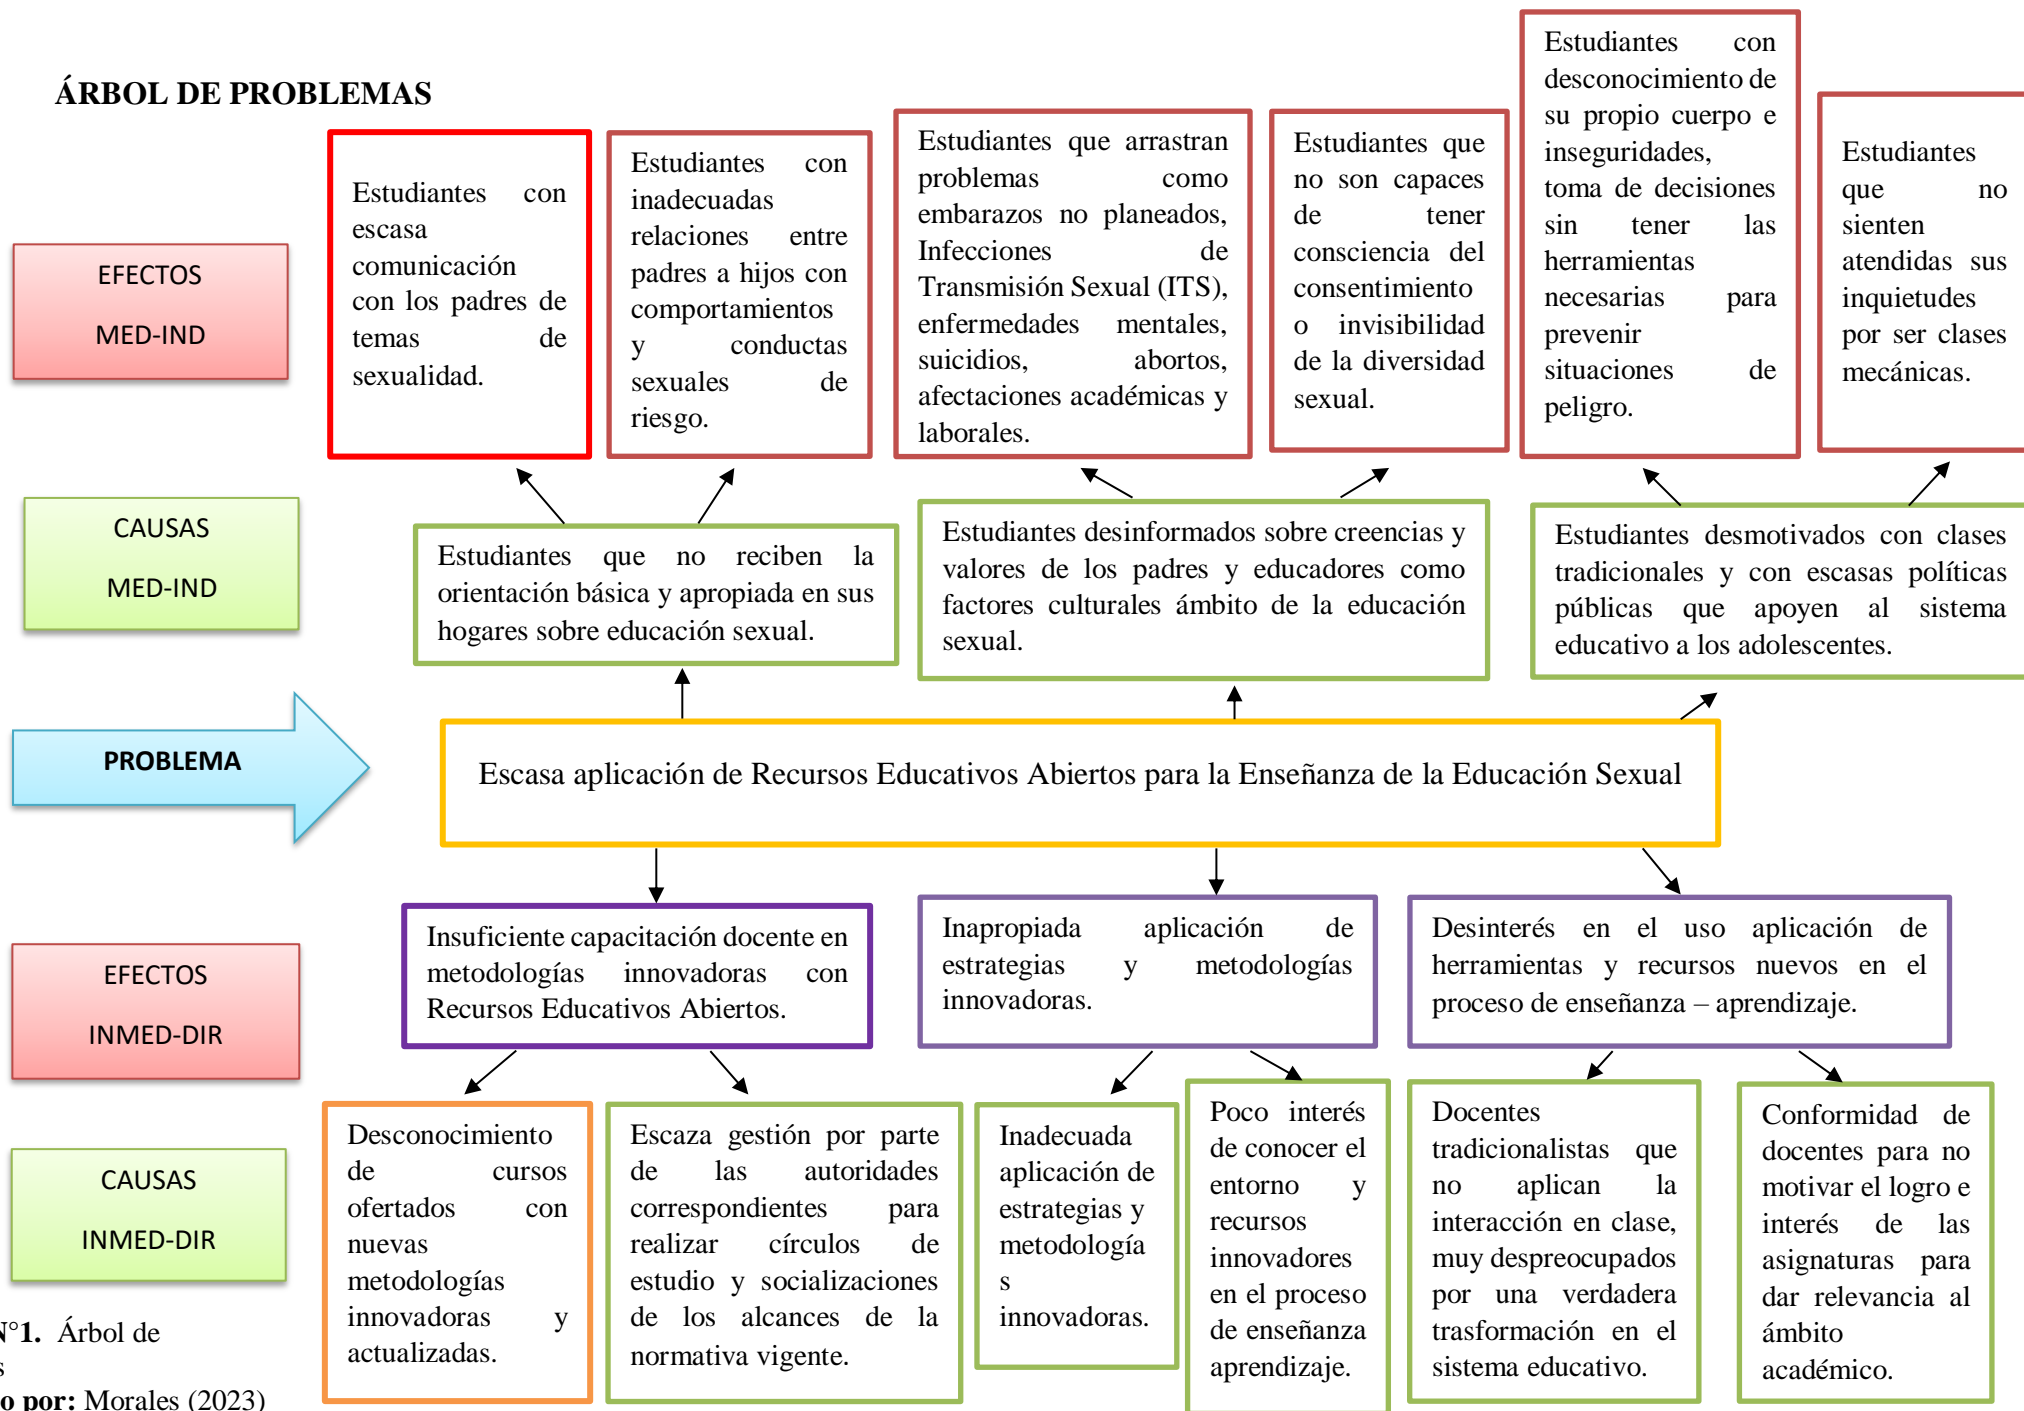 ÁRBOL DE PROBLEMAS
EFECTOS
MED-IND
Estudiantes con
escasa
comunicación
con los padres de
temas de
sexualidad.
Estudiantes con
inadecuadas
relaciones entre
padres a hijos con
comportamientos
y conductas
sexuales de
riesgo.
Estudiantes que arrastran
problemas como
embarazos no planeados,
Infecciones de
Transmisión Sexual (ITS),
enfermedades mentales,
suicidios, abortos,
afectaciones académicas y
laborales.
Estudiantes que
no son capaces
de tener
consciencia del
consentimiento
o invisibilidad
de la diversidad
sexual.
Estudiantes con
desconocimiento de
su propio cuerpo e
inseguridades,
toma de decisiones
sin tener las
herramientas
necesarias para
prevenir
situaciones de
peligro.
Estudiantes
que no
sienten
atendidas sus
inquietudes
por ser clases
mecánicas.
CAUSAS
MED-IND
Estudiantes que no reciben la
orientación básica y apropiada en sus
hogares sobre educación sexual.
Estudiantes desinformados sobre creencias y
valores de los padres y educadores como
factores culturales ámbito de la educación
sexual.
Estudiantes desmotivados con clases
tradicionales y con escasas políticas
públicas que apoyen al sistema
educativo a los adolescentes.
PROBLEMA
Escasa aplicación de Recursos Educativos Abiertos para la Enseñanza de la Educación Sexual
EFECTOS
INMED-DIR
Insuficiente capacitación docente en
metodologías innovadoras con
Recursos Educativos Abiertos.
Inapropiada aplicación de
estrategias y metodologías
innovadoras.
Desinterés en el uso aplicación de
herramientas y recursos nuevos en el
proceso de enseñanza – aprendizaje.
CAUSAS
INMED-DIR
Desconocimiento
de cursos
ofertados con
nuevas
metodologías
innovadoras y
actualizadas.
Escaza gestión por parte
de las autoridades
correspondientes para
realizar círculos de
estudio y socializaciones
de los alcances de la
normativa vigente.
Inadecuada
aplicación de
estrategias y
metodología
s
innovadoras.
Poco interés
de conocer el
entorno y
recursos
innovadores
en el proceso
de enseñanza
aprendizaje.
Docentes
tradicionalistas que
no aplican la
interacción en clase,
muy despreocupados
por una verdadera
trasformación en el
sistema educativo.
Conformidad de
docentes para no
motivar el logro e
interés de las
asignaturas para
dar relevancia al
ámbito
académico.
N°1. Árbol de
s
o por: Morales (2023)